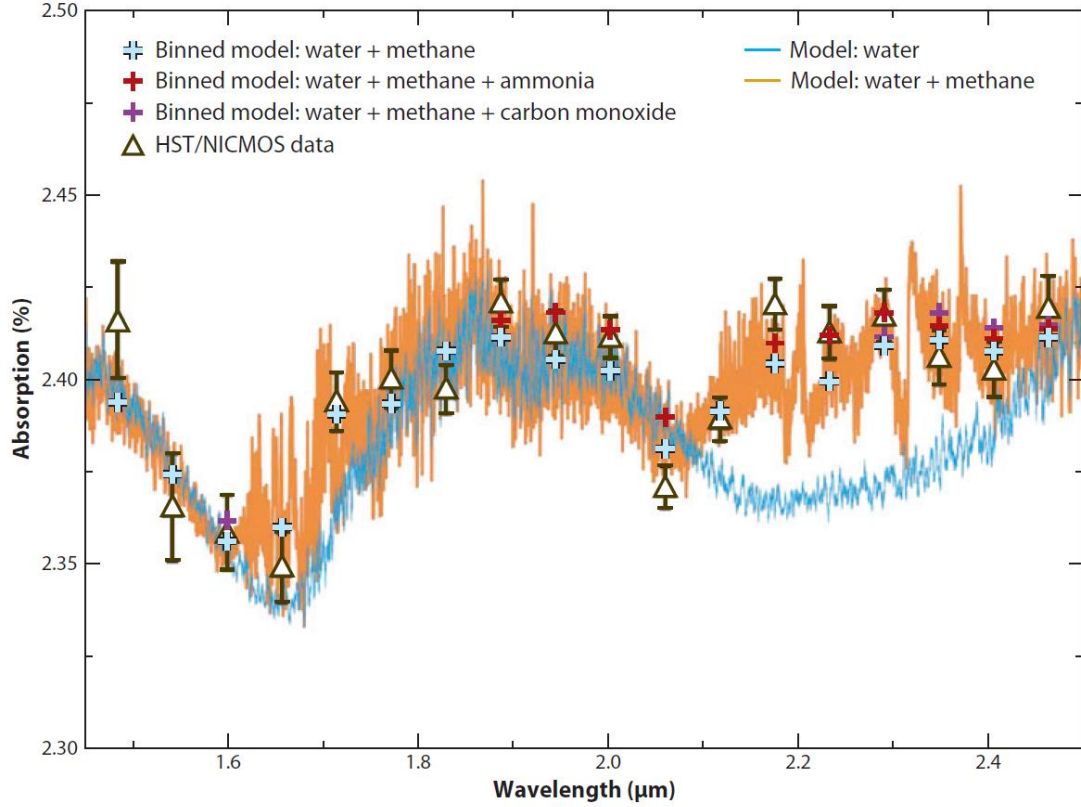 2.50
Binned model: water + methane
Model: water
Binned model: water + methane + ammonia
Model: water + methane
Binned model: water + methane + carbon monoxide
HST/NICMOS data
2.45
Absorption (%)
2.40
2.35
2.30
1.6
1.8
2.0
2.2
2.4
Wavelength (µm)